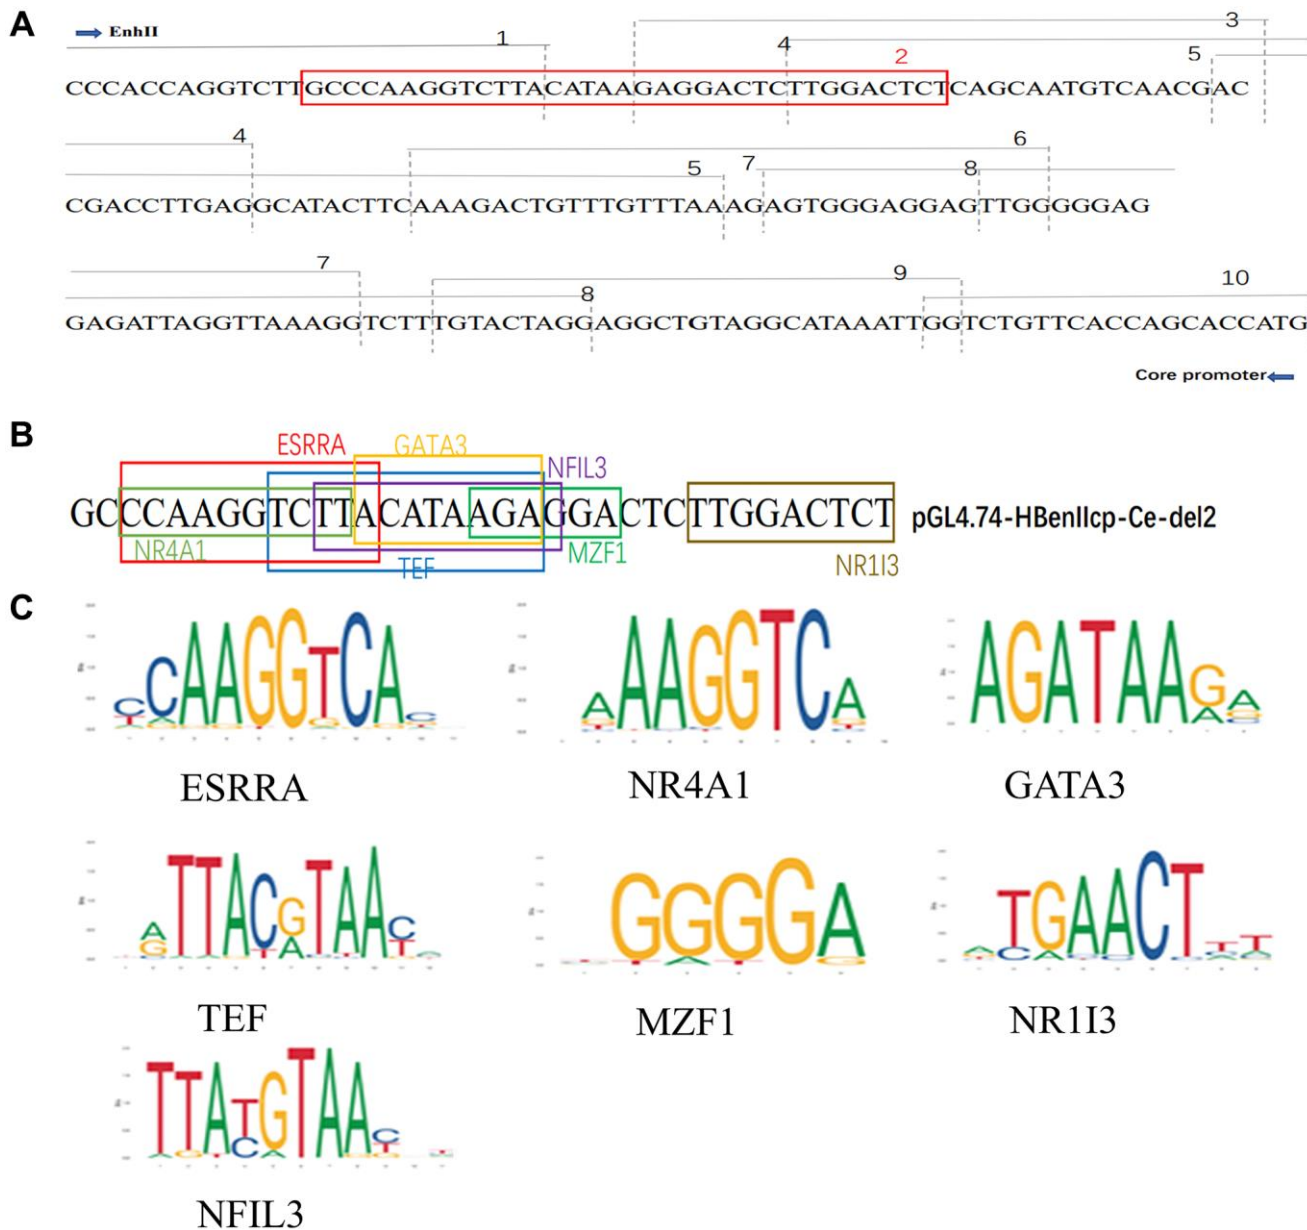 A
EnhII
1
3
4
2
5
CCCACCAGGTCTTGCCCAAGGTCTTACATAAGAGGACTCTTGGACTCTCAGCAATGTCAACGAC
4
6
5
7
8
CGACCTTGAGGCATACTTCAAAGACTGTTTGTTTAAAGAGTGGGAGGAGTTGGGGGAG
7
9
10
8
GAGATTAGGTTAAAGGTCTTTGTACTAGGAGGCTGTAGGCATAAATTGGTCTGTTCACCAGCACCATG
Core promoter
B
ESRRA GATA3
NFIL3
GCCCAAGGTCTTACATAAGAGGACTCTTGGACTCT pGL4.74-HBenIIcp-Ce-del2
NR4A1 TEF MZF1 NR1I3
C
ESRRA NR4A1 GATA3
TEF MZF1 NR1I3
NFIL3